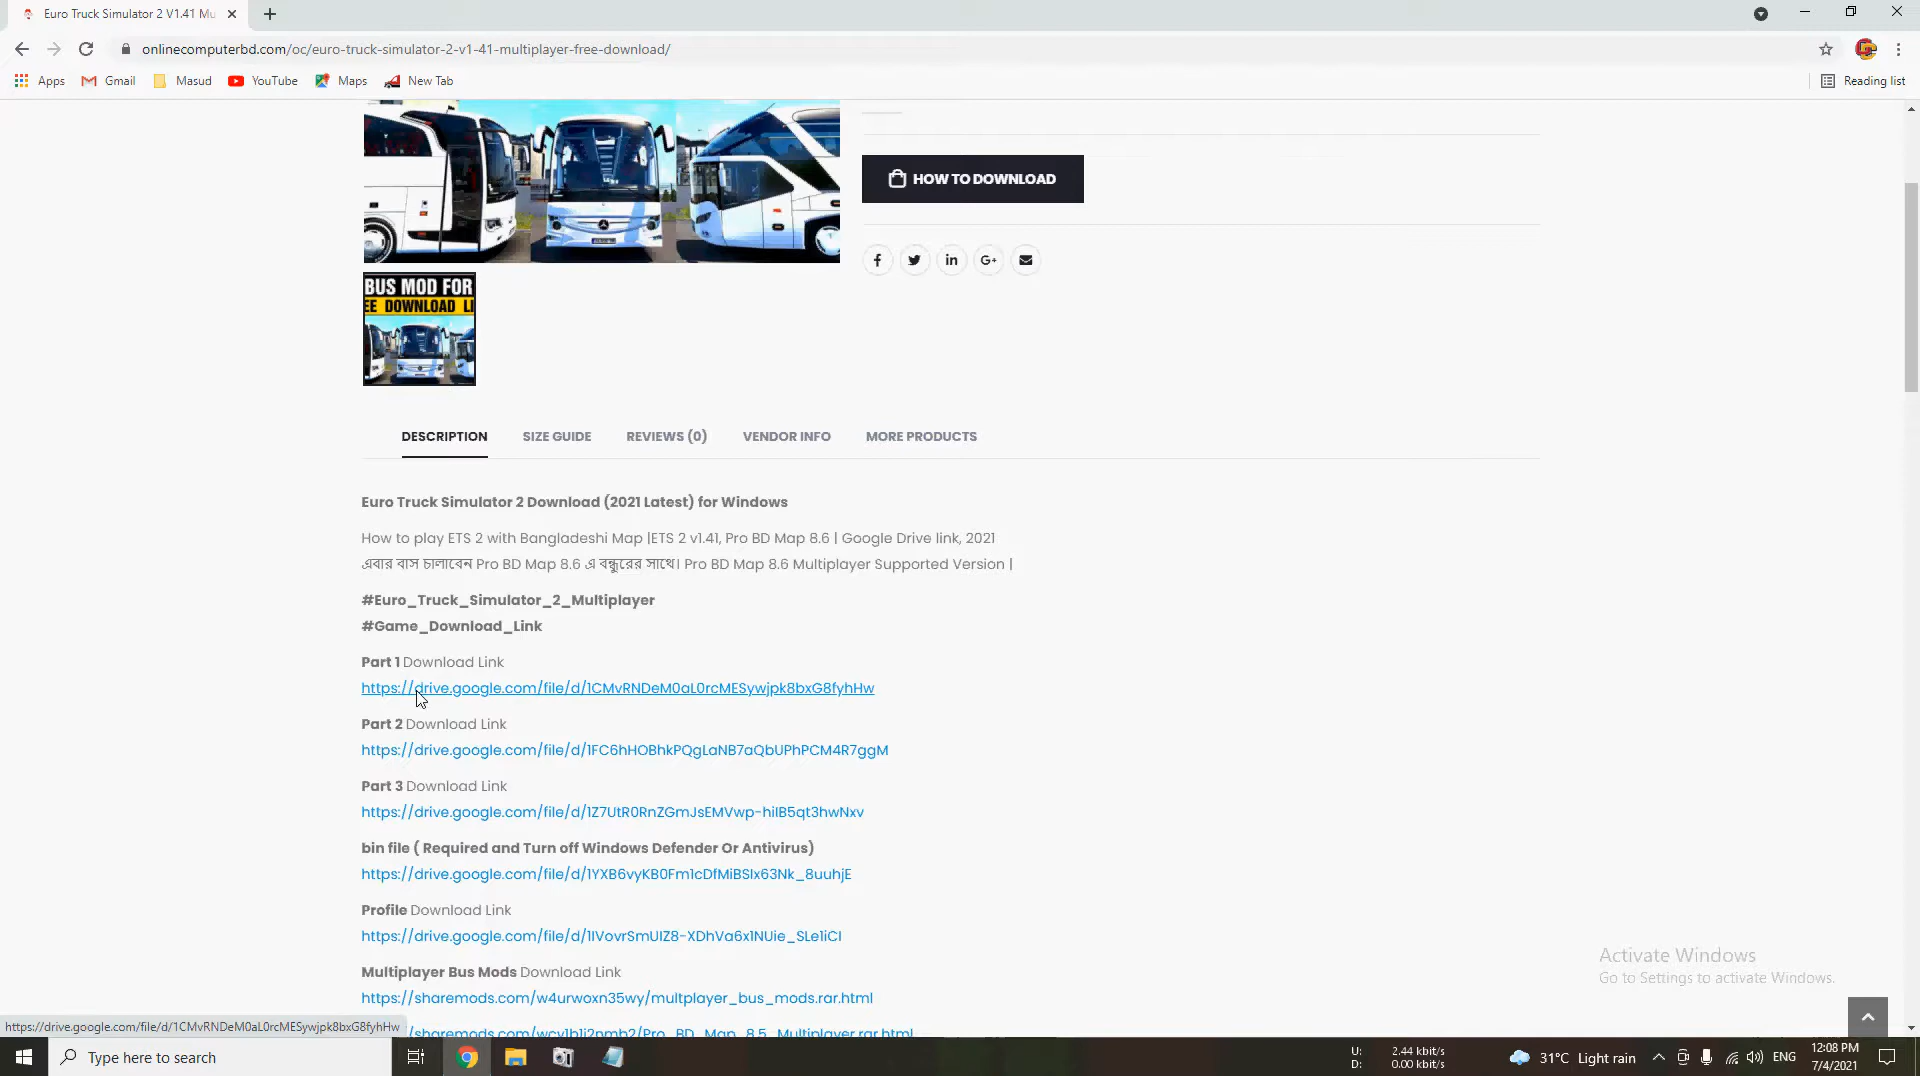 Euro Truck Simulator 2 V1.41 Mu
onlinecomputerbd.com/oc/euro-truck-simulator-2-v1-41-multiplayer-free-download/
Apps Gmail Masud YouTube Maps New Tab Reading list
HOW TO DOWNLOAD
BUS MOD FOR
EE DOWNLOAD LI
DESCRIPTION SIZE GUIDE REVIEWS (0) VENDOR INFO MORE PRODUCTS
Euro Truck Simulator 2 Download (2021 Latest) for Windows
How to play ETS 2 with Bangladeshi Map |ETS 2 v1.41, Pro BD Map 8.6 | Google Drive link, 2021
এবার বাস চালাবেন Pro BD Map 8.6 এ বন্ধুরের সাথে। Pro BD Map 8.6 Multiplayer Supported Version |
#Euro_Truck_Simulator_2_Multiplayer
#Game_Download_Link
Part 1 Download Link
https://drive.google.com/file/d/1CMvRNDeM0aL0rcMESywjpk8bxG8fyhHw
Part 2 Download Link
https://drive.google.com/file/d/1FC6hHOBhkPQgLaNB7aQbUPhPCM4R7ggM
Part 3 Download Link
https://drive.google.com/file/d/1Z7UtR0RnZGmJsEMVwp-hiIB5qt3hwNxv
bin file ( Required and Turn off Windows Defender Or Antivirus)
https://drive.google.com/file/d/1YXB6vyKB0Fm1cDfMiBSlx63Nk_8uuhjE
Profile Download Link
https://drive.google.com/file/d/1IVovrSmUIZ8-XDhVa6x1NUie_SLe1iCI
Multiplayer Bus Mods Download Link
https://sharemods.com/w4urwoxn35wy/multplayer_bus_mods.rar.html
/sharemods.com/wcv1b1i2nmb2/Pro_BD_Map_8.5_Multiplayer.rar.html
Activate Windows
Go to Settings to activate Windows.
https://drive.google.com/file/d/1CMvRNDeM0aL0rcMESywjpk8bxG8fyhHw
Type here to search
U: 2.44 kbit/s
D: 0.00 kbit/s
31°C Light rain
ENG
12:08 PM
7/4/2021